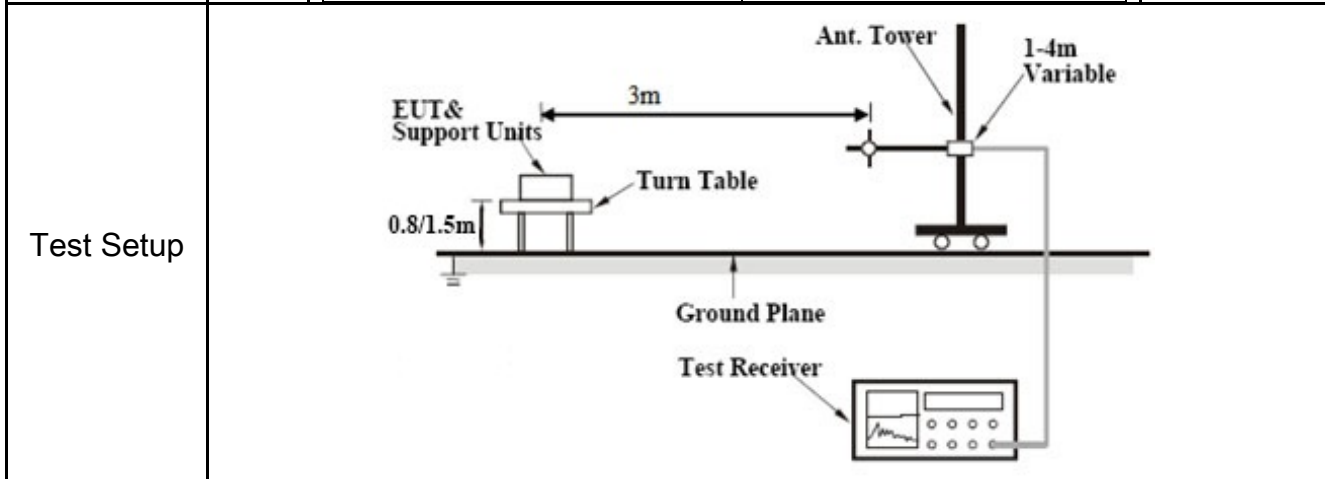 Test Setup
Ant. Tower
1-4m
Variable
3m
EUT&
Support Units
Turn Table
0.8/1.5m
Ground Plane
Test Receiver